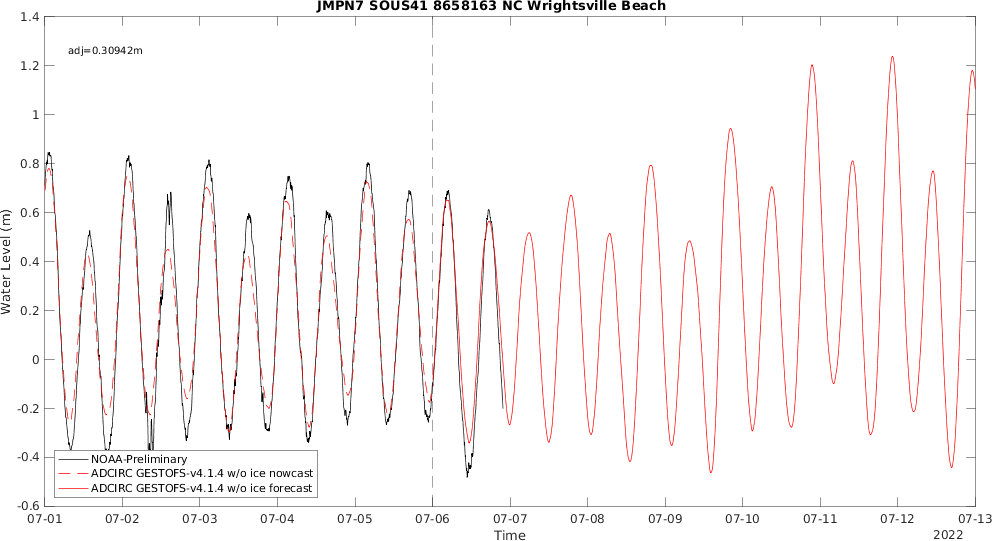 JMPN7 SOUS41 8658163 NC Wrightsville Beach
1.4
adj=0.30942m
1.2
1
0.8
0.6
0.4
0.2
0
-0.2
-0.4
-0.6
Water Level (m)
NOAA-Preliminary
ADCIRC GESTOFS-v4.1.4 w/o ice nowcast
ADCIRC GESTOFS-v4.1.4 w/o ice forecast
07-01 07-02 07-03 07-04 07-05 07-06 07-07 07-08 07-09 07-10 07-11 07-12 07-13
Time
2022